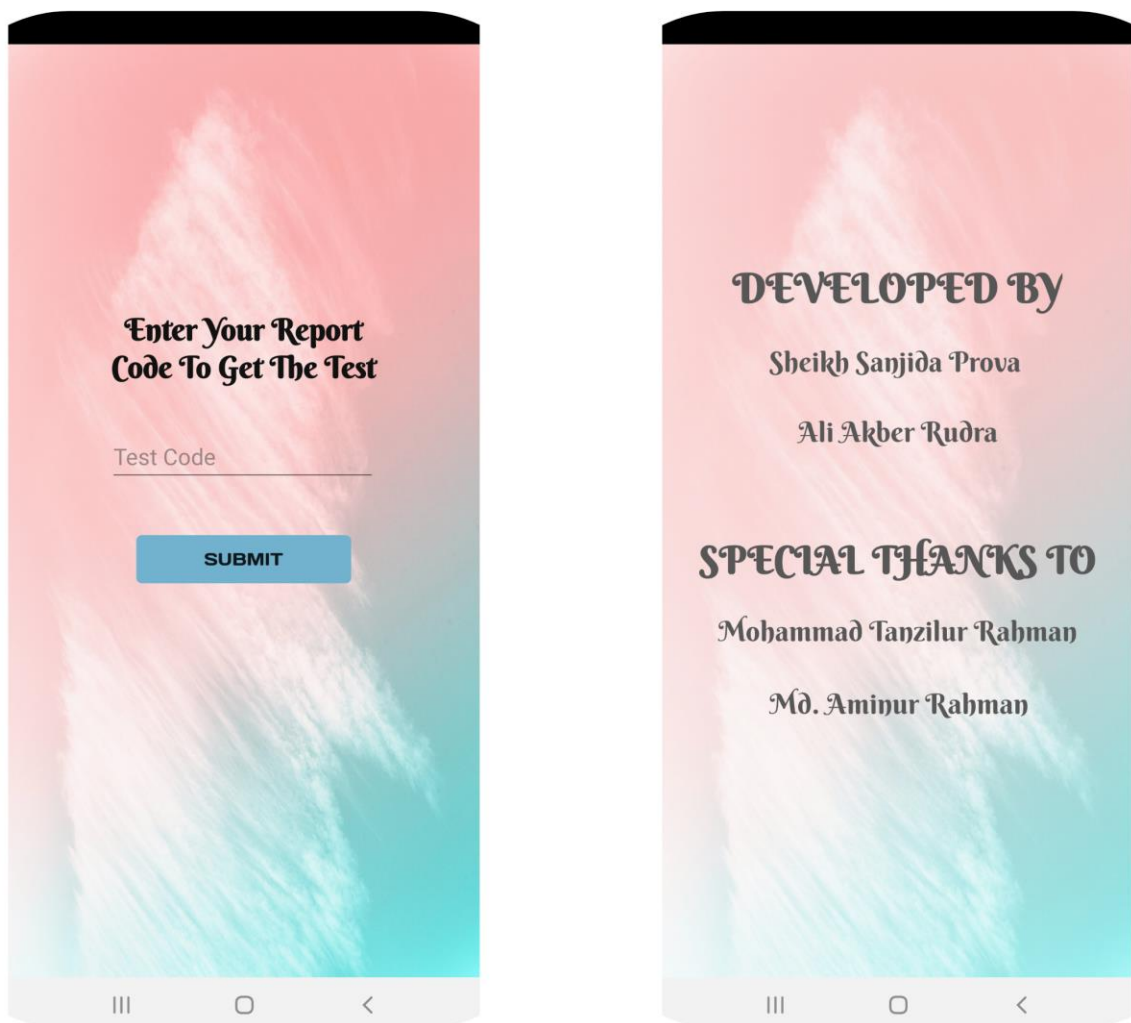 Enter Your Report
Code To Get The Test
Test Code
SUBMIT
DEVELOPED BY
Sheikh Sanjida Prova
Ali Akber Rudra
SPECIAL THANKS TO
Mohammad Tanzilur Rahman
Md. Aminur Rahman